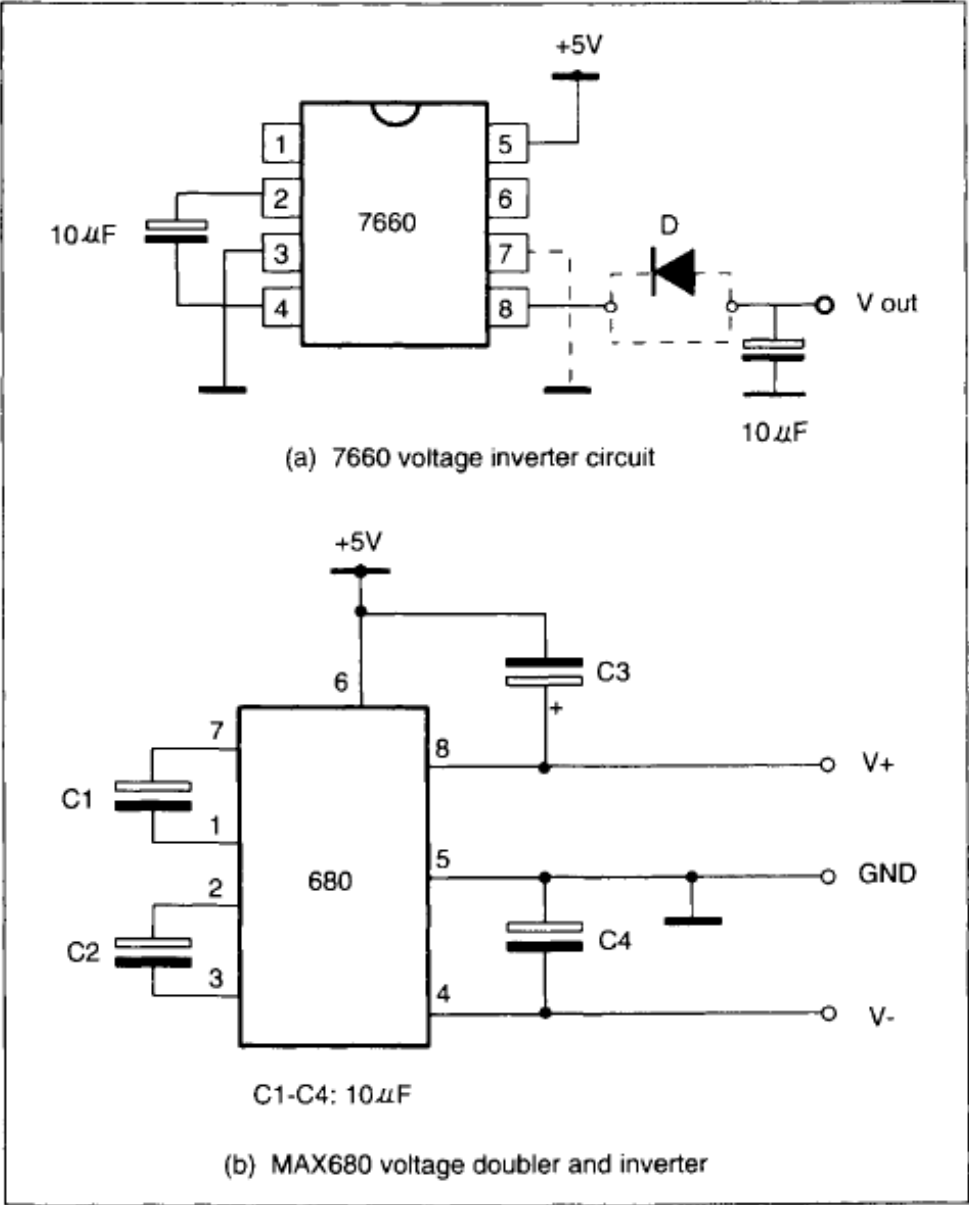 +5V
1
5
2
6
7660
D
10µF
3
7
4
8
V out
10µF
(a) 7660 voltage inverter circuit
+5V
6
C3
+
7
8
V+
C1
1
5
GND
680
2
C4
C2
3
4
V-
C1-C4: 10µF
(b) MAX680 voltage doubler and inverter